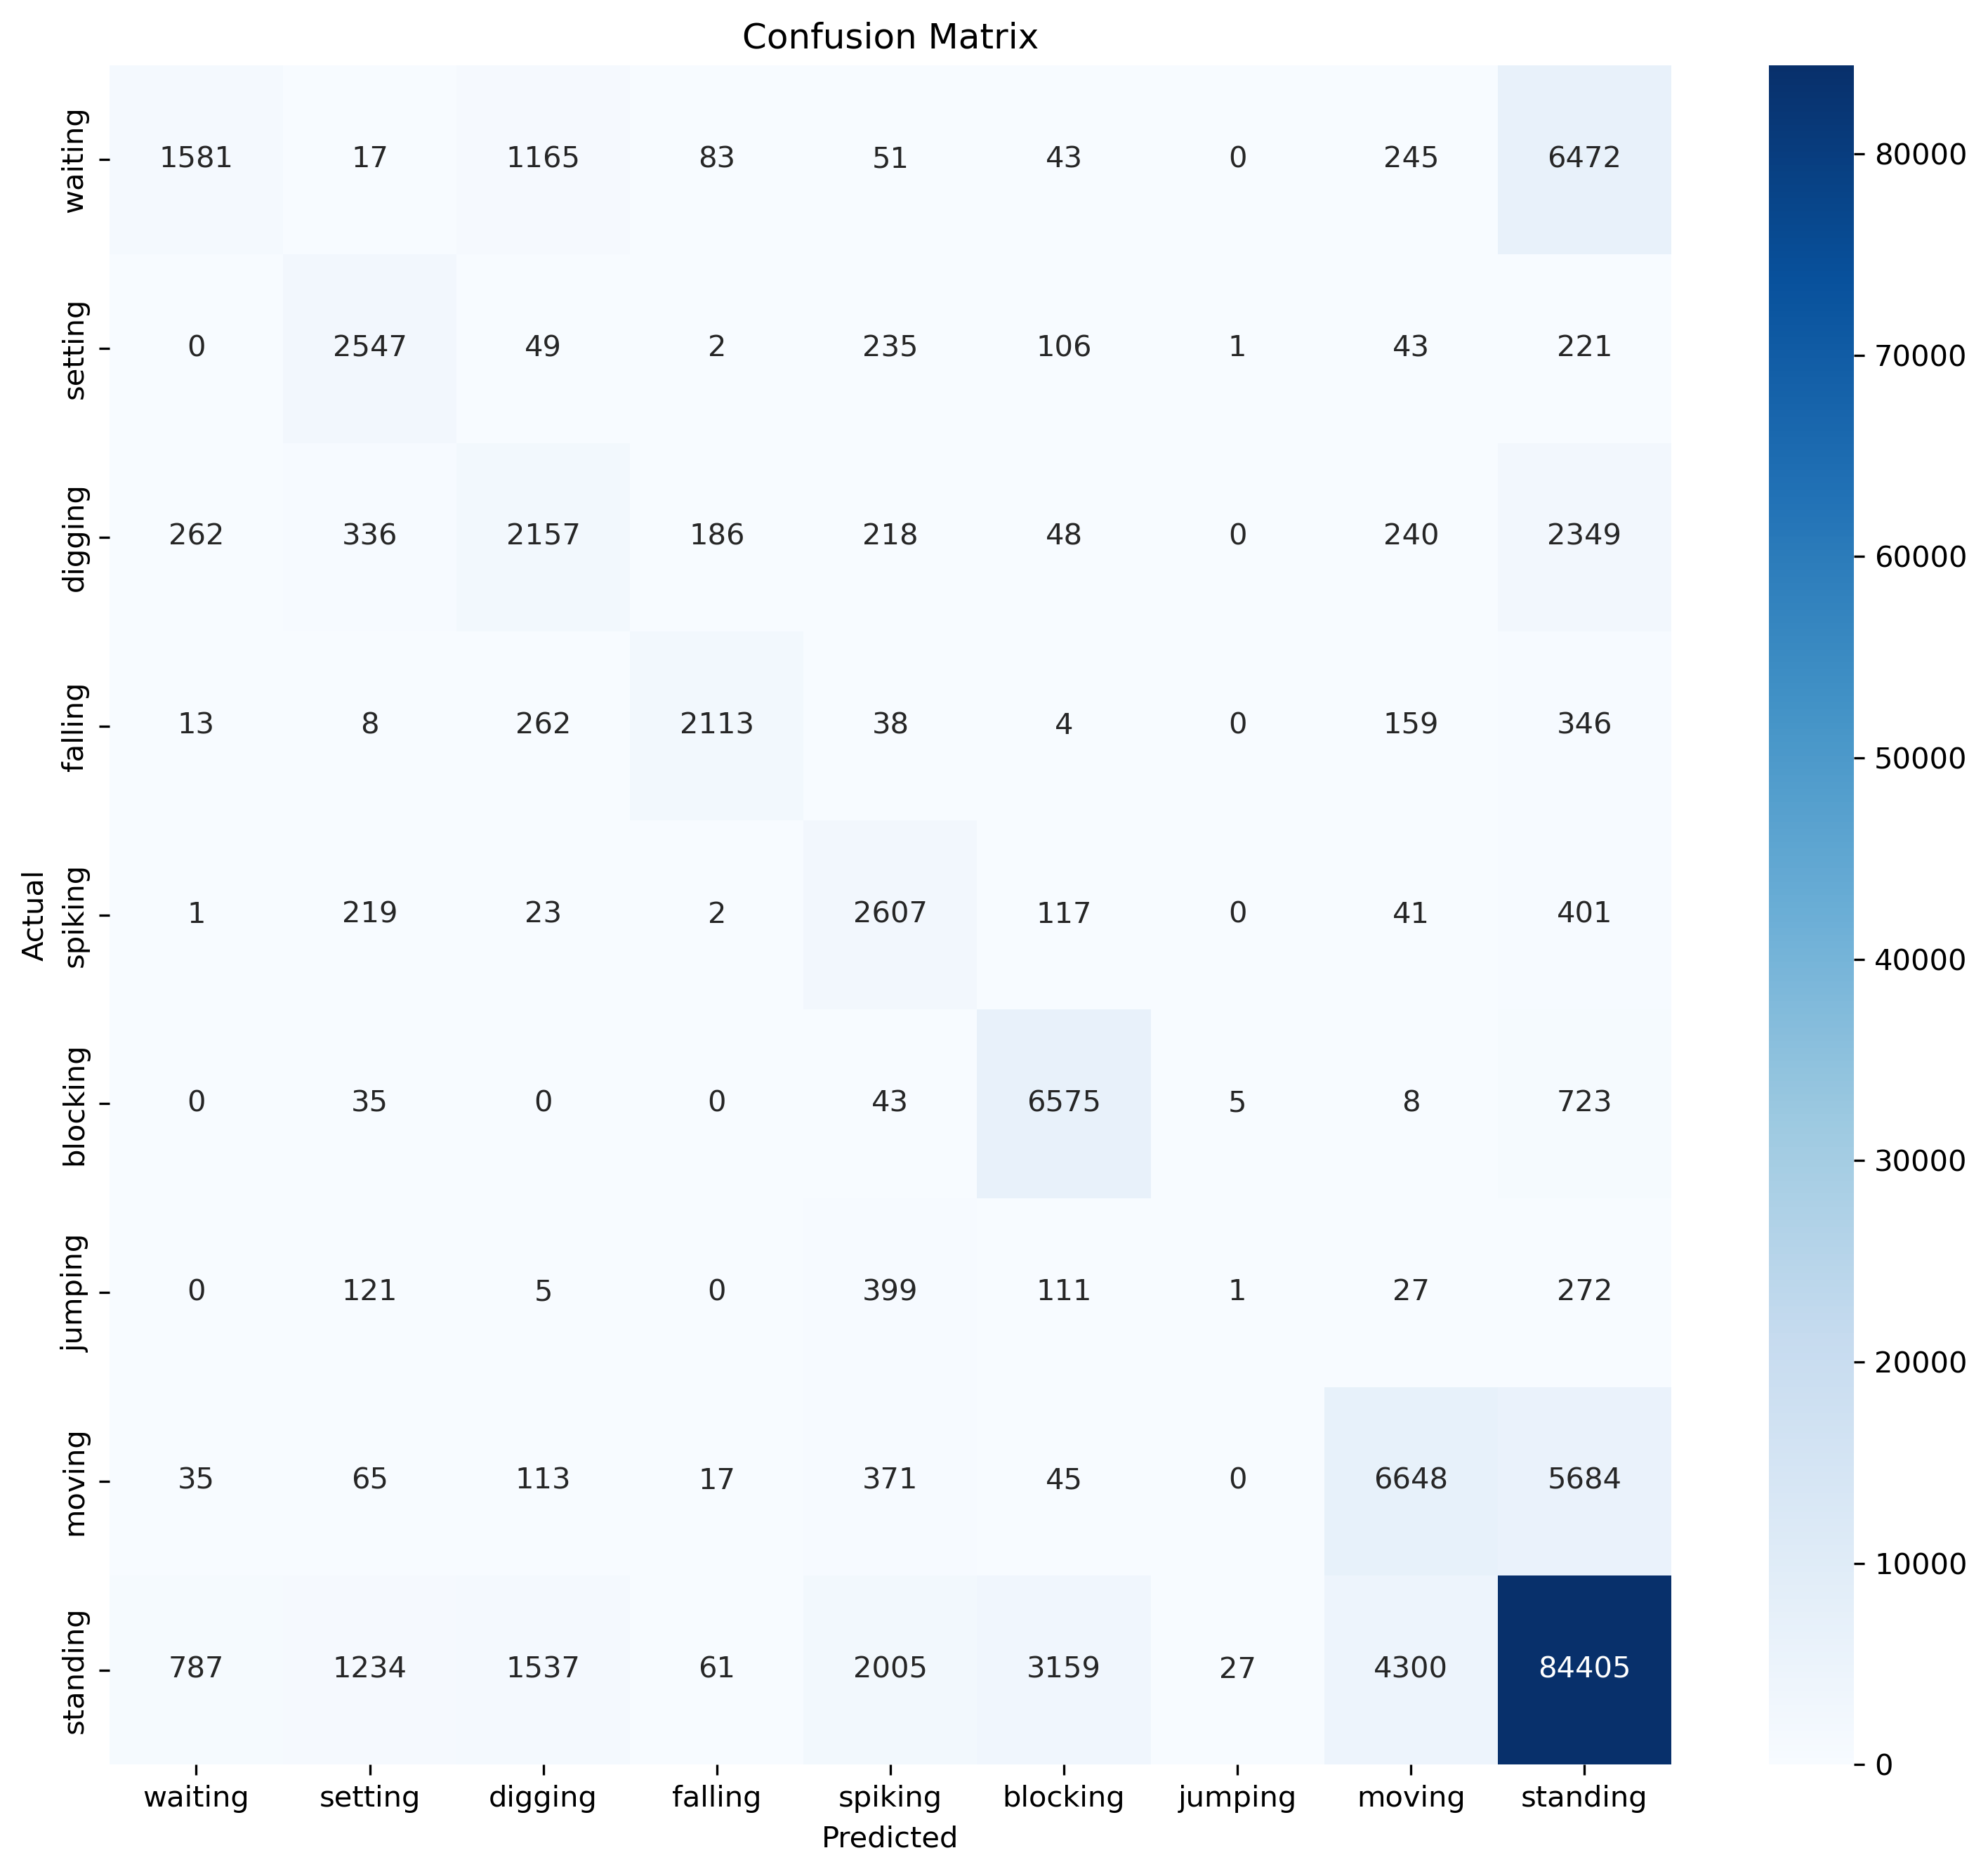 Confusion Matrix
waiting 1581 17 1165 83 51 43 0 245 6472
setting 0 2547 49 2 235 106 1 43 221
digging 262 336 2157 186 218 48 0 240 2349
falling 13 8 262 2113 38 4 0 159 346
spiking 1 219 23 2 2607 117 0 41 401
blocking 0 35 0 0 43 6575 5 8 723
jumping 0 121 5 0 399 111 1 27 272
moving 35 65 113 17 371 45 0 6648 5684
standing 787 1234 1537 61 2005 3159 27 4300 84405
waiting setting digging falling spiking blocking jumping moving standing
Predicted
Actual
80000
70000
60000
50000
40000
30000
20000
10000
0